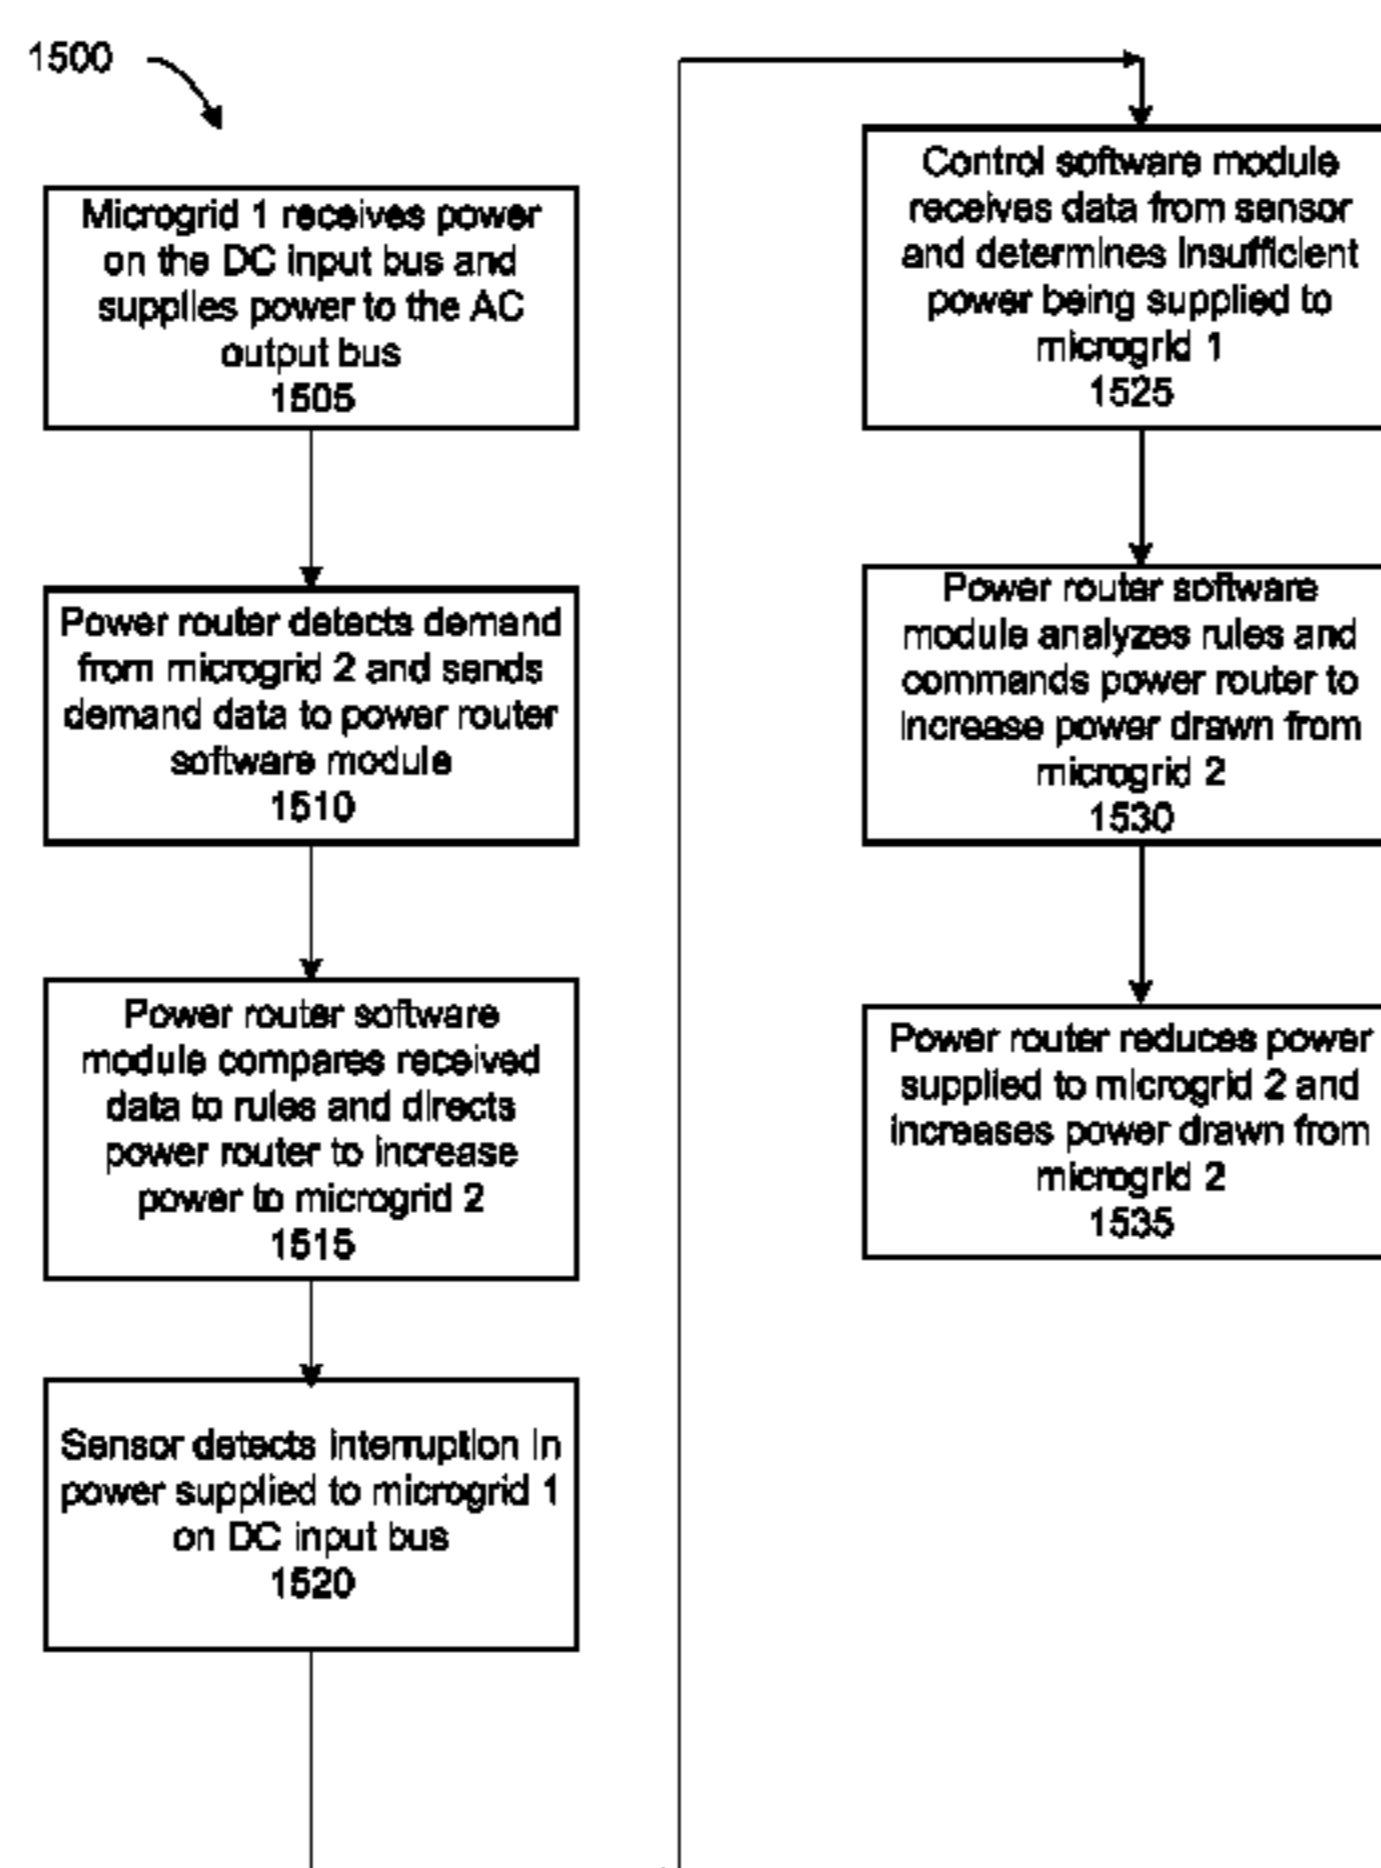 1500
Microgrid 1 receives power
on the DC input bus and
supplies power to the AC
output bus
1505
Power router detects demand
from microgrid 2 and sends
demand data to power router
software module
1510
Power router software
module compares received
data to rules and directs
power router to increase
power to microgrid 2
1515
Sensor detects interruption in
power supplied to microgrid 1
on DC input bus
1520
Control software module
receives data from sensor
and determines insufficient
power being supplied to
microgrid 1
1525
Power router software
module analyzes rules and
commands power router to
increase power drawn from
microgrid 2
1530
Power router reduces power
supplied to microgrid 2 and
increases power drawn from
microgrid 2
1535